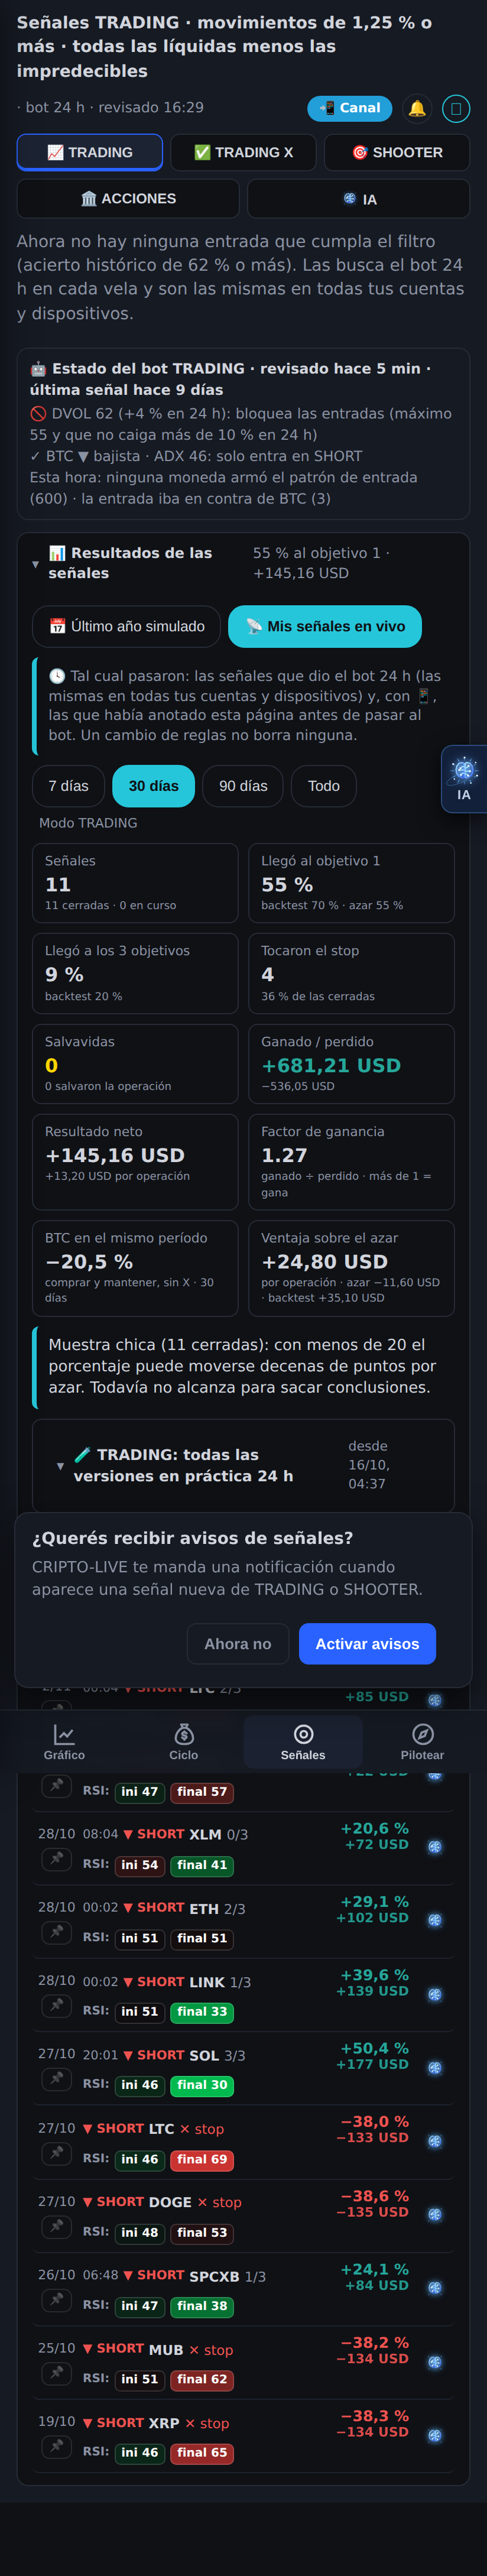 Señales TRADING · movimientos de 1,25 % o
más · todas las líquidas menos las
impredecibles
· bot 24 h · revisado 16:29
📲 Canal
🔔
📈 TRADING
✅ TRADING X
🎯 SHOOTER
🏛️ ACCIONES
IA
Ahora no hay ninguna entrada que cumpla el filtro
(acierto histórico de 62 % o más). Las busca el bot 24
h en cada vela y son las mismas en todas tus cuentas
y dispositivos.
🤖 Estado del bot TRADING · revisado hace 5 min ·
última señal hace 9 días
🚫 DVOL 62 (+4 % en 24 h): bloquea las entradas (máximo
55 y que no caiga más de 10 % en 24 h)
✓ BTC ▼ bajista · ADX 46: solo entra en SHORT
Esta hora: ninguna moneda armó el patrón de entrada
(600) · la entrada iba en contra de BTC (3)
▼ 📊 Resultados de las
señales
55 % al objetivo 1 ·
+145,16 USD
📅 Último año simulado
📡 Mis señales en vivo
🕓 Tal cual pasaron: las señales que dio el bot 24 h (las
mismas en todas tus cuentas y dispositivos) y, con 📱,
las que había anotado esta página antes de pasar al
bot. Un cambio de reglas no borra ninguna.
IA
7 días
30 días
90 días
Todo
Modo TRADING
Señales
11
11 cerradas · 0 en curso
Llegó al objetivo 1
55 %
backtest 70 % · azar 55 %
Llegó a los 3 objetivos
9 %
backtest 20 %
Tocaron el stop
4
36 % de las cerradas
Salvavidas
0
0 salvaron la operación
Ganado / perdido
+681,21 USD
−536,05 USD
Resultado neto
+145,16 USD
+13,20 USD por operación
Factor de ganancia
1.27
ganado ÷ perdido · más de 1 =
gana
BTC en el mismo período
−20,5 %
comprar y mantener, sin X · 30
días
Ventaja sobre el azar
+24,80 USD
por operación · azar −11,60 USD
· backtest +35,10 USD
Muestra chica (11 cerradas): con menos de 20 el
porcentaje puede moverse decenas de puntos por
azar. Todavía no alcanza para sacar conclusiones.
▼ 🧪 TRADING: todas las
versiones en práctica 24 h
desde
16/10,
04:37
¿Querés recibir avisos de señales?
CRIPTO-LIVE te manda una notificación cuando
aparece una señal nueva de TRADING o SHOOTER.
Ahora no
Activar avisos
2/11 00:04 ▼ SHORT LTC 2/3
+85 USD
Gráfico
Ciclo
Señales
Pilotear
+22 USD
RSI: ini 47 final 57
28/10 08:04 ▼ SHORT XLM 0/3
+20,6 %
+72 USD
RSI: ini 54 final 41
28/10 00:02 ▼ SHORT ETH 2/3
+29,1 %
+102 USD
RSI: ini 51 final 51
28/10 00:02 ▼ SHORT LINK 1/3
+39,6 %
+139 USD
RSI: ini 51 final 33
27/10 20:01 ▼ SHORT SOL 3/3
+50,4 %
+177 USD
RSI: ini 46 final 30
27/10 ▼ SHORT LTC ✕ stop
−38,0 %
−133 USD
RSI: ini 46 final 69
27/10 ▼ SHORT DOGE ✕ stop
−38,6 %
−135 USD
RSI: ini 48 final 53
26/10 06:48 ▼ SHORT SPCXB 1/3
+24,1 %
+84 USD
RSI: ini 47 final 38
25/10 ▼ SHORT MUB ✕ stop
−38,2 %
−134 USD
RSI: ini 51 final 62
19/10 ▼ SHORT XRP ✕ stop
−38,3 %
−134 USD
RSI: ini 46 final 65